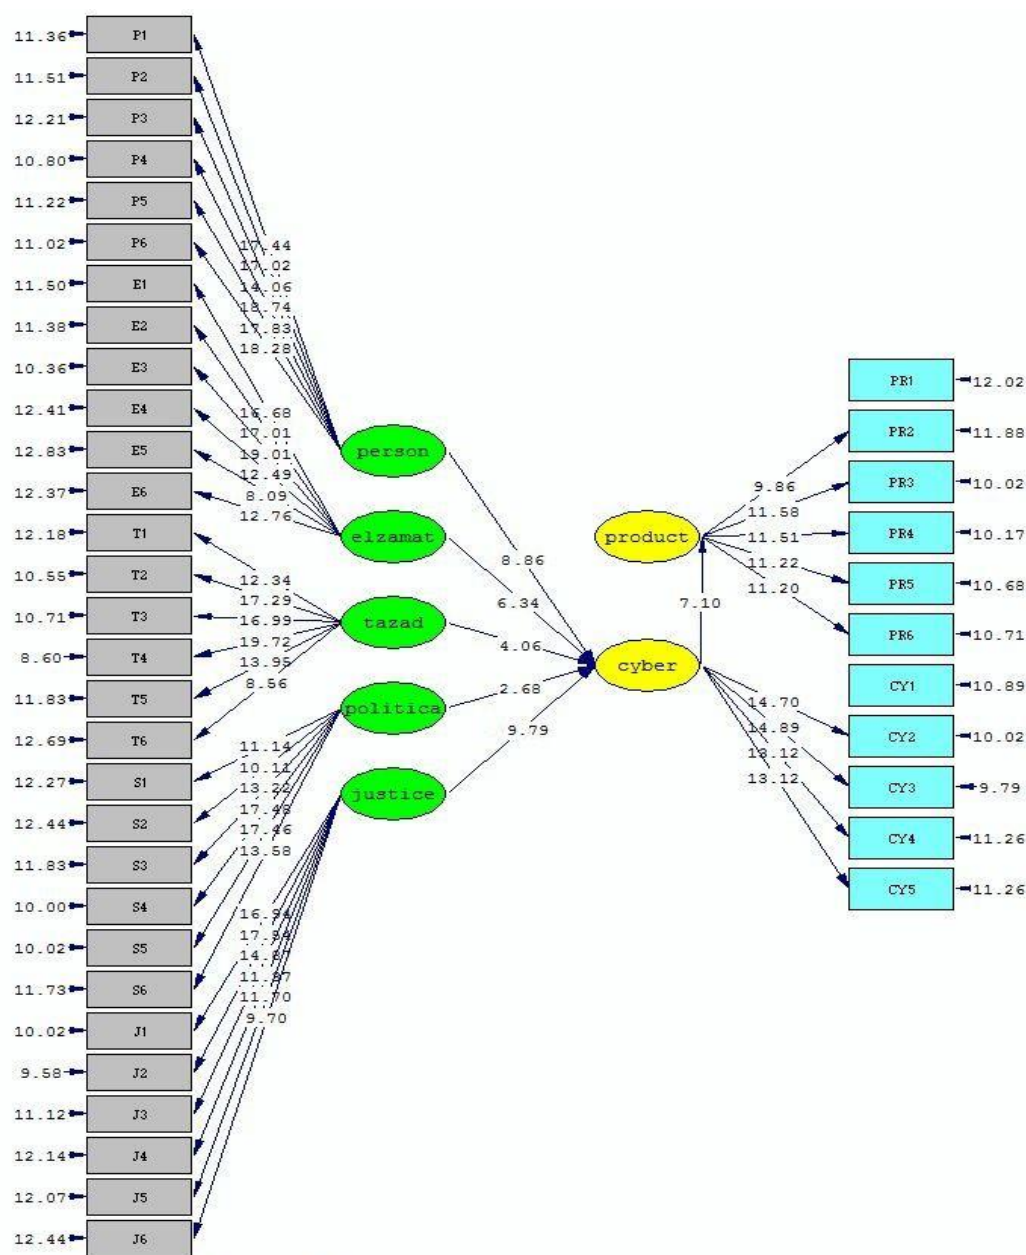 11.36 P1
11.51 P2
12.21 P3
10.80 P4
11.22 P5
11.02 P6
11.50 E1
11.38 E2
10.36 E3
12.41 E4
12.83 E5
12.37 E6
12.18 T1
10.55 T2
10.71 T3
8.60 T4
11.83 T5
12.69 T6
12.27 S1
12.44 S2
11.83 S3
10.00 S4
10.02 S5
11.73 S6
10.02 J1
9.58 J2
11.12 J3
12.14 J4
12.07 J5
12.44 J6
17.44
17.02
14.06
18.74
17.83
18.28
16.68
17.01
19.01
12.49
8.09
12.76
12.34
17.29
16.99
19.72
13.95
8.56
11.14
10.11
13.22
17.48
17.46
13.58
16.94
17.94
14.87
11.87
11.70
9.70
person
elzamat
tazad
politica
justice
8.86
6.34
4.06
2.68
9.79
product
7.10
cyber
9.86
11.58
11.51
11.22
11.20
14.70
14.89
13.12
13.12
PR1 12.02
PR2 11.88
PR3 10.02
PR4 10.17
PR5 10.68
PR6 10.71
CY1 10.89
CY2 10.02
CY3 9.79
CY4 11.26
CY5 11.26